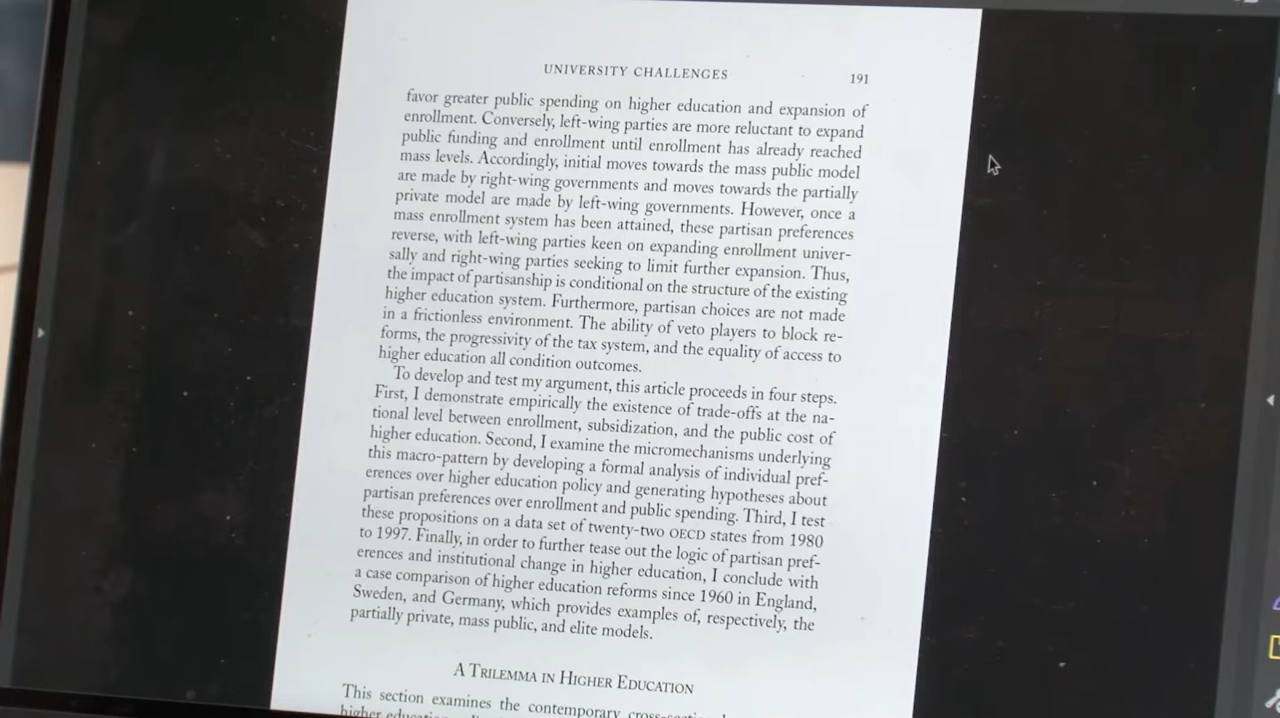 UNIVERSITY CHALLENGES 191
favor greater public spending on higher education and expansion of
enrollment. Conversely, left-wing parties are more reluctant to expand
public funding and enrollment until enrollment has already reached
mass levels. Accordingly, initial moves towards the mass public model
are made by right-wing governments and moves towards the partially
private model are made by left-wing governments. However, once a
mass enrollment system has been attained, these partisan preferences
reverse, with left-wing parties keen on expanding enrollment univer-
sally and right-wing parties seeking to limit further expansion. Thus,
the impact of partisanship is conditional on the structure of the existing
higher education system. Furthermore, partisan choices are not made
in a frictionless environment. The ability of veto players to block re-
forms, the progressivity of the tax system, and the equality of access to
higher education all condition outcomes.
To develop and test my argument, this article proceeds in four steps.
First, I demonstrate empirically the existence of trade-offs at the na-
tional level between enrollment, subsidization, and the public cost of
higher education. Second, I examine the micromechanisms underlying
this macro-pattern by developing a formal analysis of individual pref-
erences over higher education policy and generating hypotheses about
partisan preferences over enrollment and public spending. Third, I test
these propositions on a data set of twenty-two OECD states from 1980
to 1997. Finally, in order to further tease out the logic of partisan pref-
erences and institutional change in higher education, I conclude with
a case comparison of higher education reforms since 1960 in England,
Sweden, and Germany, which provides examples of, respectively, the
partially private, mass public, and elite models.
A TRILEMMA IN HIGHER EDUCATION
This section examines the contemporary
higher